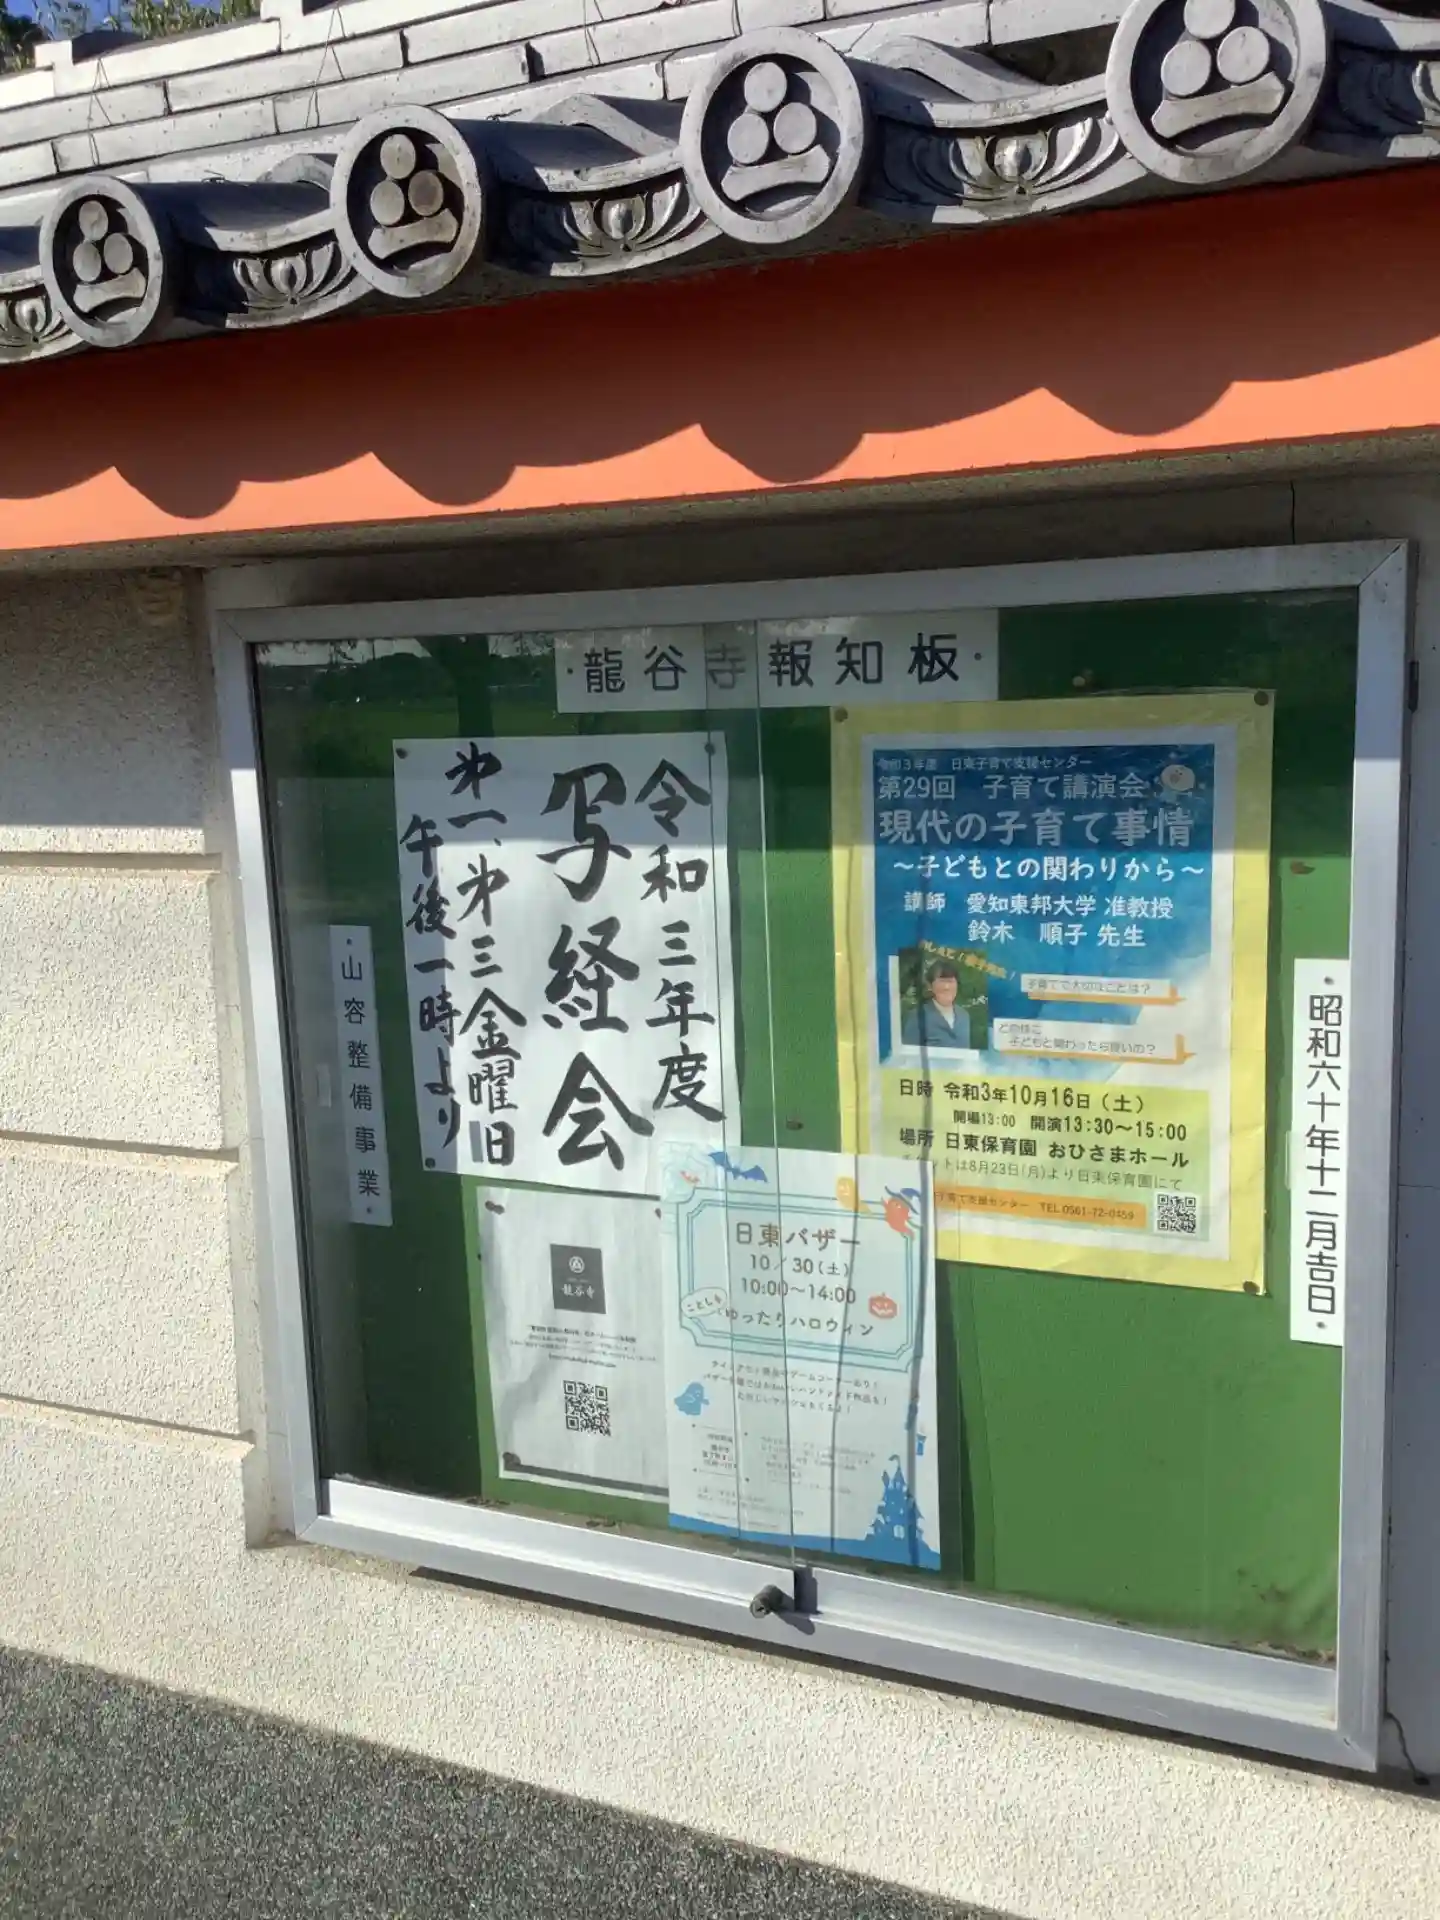 ・龍谷寺報知板・
令和三年度
写経会
第一、第三金曜日
午後一時より
・山容整備事業・
・昭和六十年十二月吉日・
令和3年度 日東子育て支援センター
第29回 子育て講演会
現代の子育て事情
～子どもとの関わりから～
講師 愛知東邦大学 准教授
鈴木 順子 先生
子育てで大切なことは？
どの様に
子どもと関わったら良いの？
日時 令和3年10月16日（土）
開場13:00 開演13:30～15:00
場所 日東保育園 おひさまホール
チケットは8月23日(月)より日東保育園にて
子育て支援センター TEL 0561-72-0459
龍谷寺
日東バザー
10／30(土)
10:00～14:00
ことしも
ゆったりハロウィン